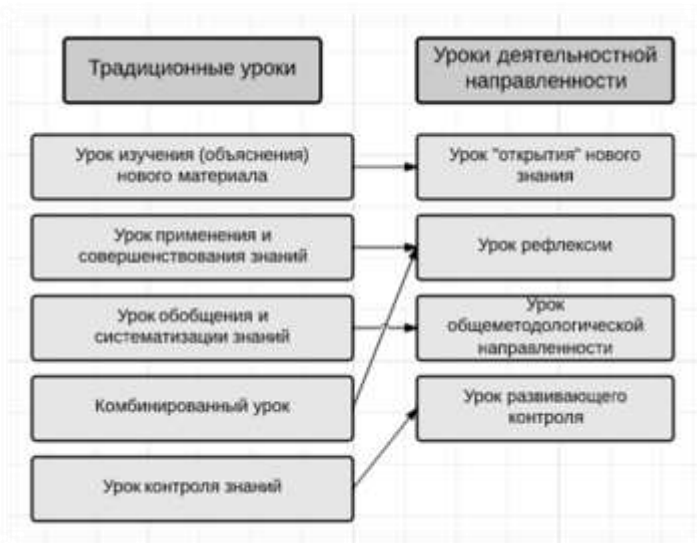 Традиционные уроки
Уроки деятельностной
направленности
Урок изучения (объяснения)
нового материала
Урок "открытия" нового
знания
Урок применения и
совершенствования знаний
Урок рефлексии
Урок обобщения и
систематизации знаний
Урок
общеметодологической
направленности
Комбинированный урок
Урок развивающего
контроля
Урок контроля знаний